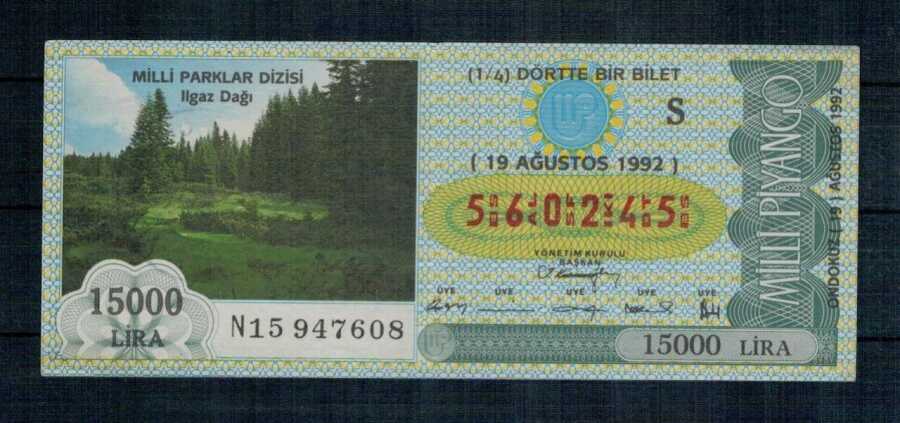 MİLLİ PARKLAR DİZİSİ
Ilgaz Dağı
15000
LİRA
N15 947608
(1/4) DÖRTTE BİR BİLET
S
( 19 AĞUSTOS 1992 )
5 6 0 2 4 5
YÖNETİM KURULU
BAŞKAN
ÜYE ÜYE ÜYE ÜYE ÜYE
15000 LİRA
MİLLİ PİYANGO
ONDOKUZ ( 19 ) AĞUSTOS 1992